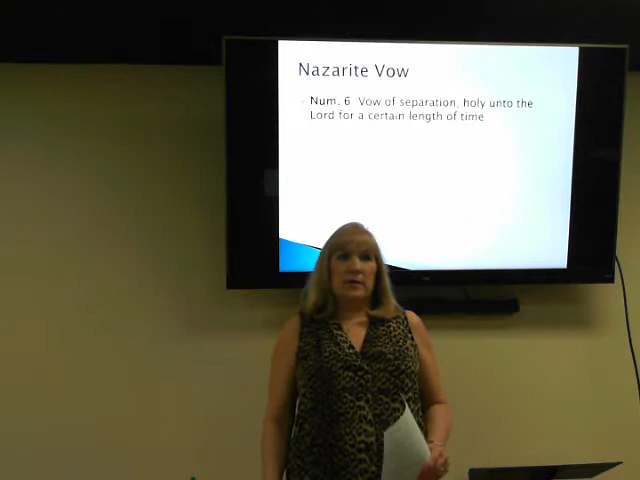 Nazarite Vow
Num. 6 Vow of separation, holy unto the
Lord for a certain length of time